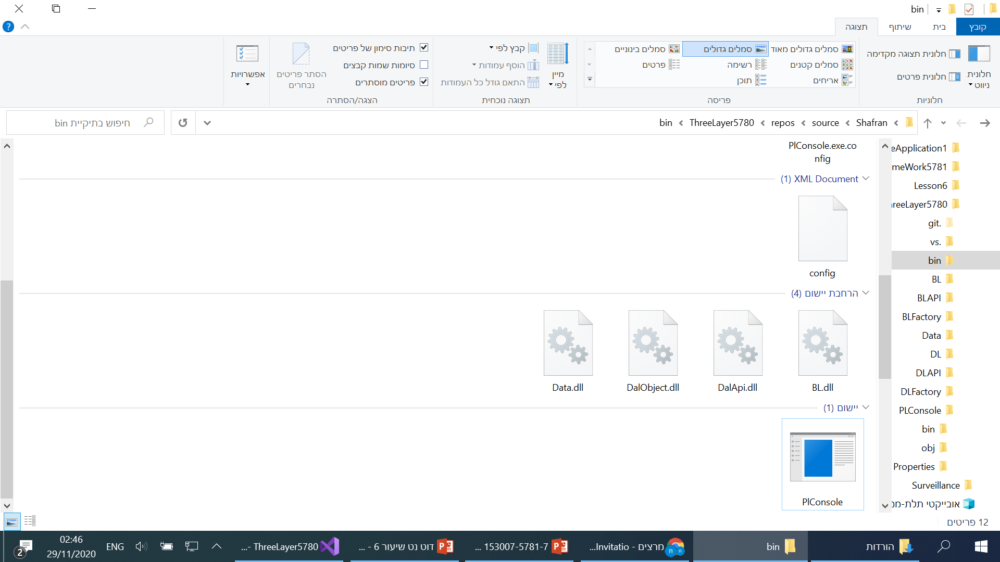 bin
קובץ
בית
שיתוף
תצוגה
חלונית ניווט
חלונית תצוגה מקדימה
חלונית פרטים
חלוניות
סמלים גדולים מאוד
סמלים גדולים
סמלים בינוניים
סמלים קטנים
רשימה
פרטים
אריחים
תוכן
פריסה
מיין לפי
קבץ לפי
הוסף עמודות
התאם גודל כל העמודות
תצוגה נוכחית
תיבות סימון של פריטים
סיומות שמות קבצים
פריטים מוסתרים
הסתר פריטים נבחרים
הצגה/הסתרה
אפשרויות
Shafran
source
repos
ThreeLayer5780
bin
חיפוש בתיקיית bin
eApplication1
meWork5781
Lesson6
hreeLayer5780
git.
vs.
bin
BL
BLAPI
BLFactory
Data
DL
DLAPI
DLFactory
PLConsole
bin
obj
Properties
Surveillance
אובייקטי תלת-ממ
PlConsole.exe.co
nfig
XML Document (1)
config
הרחבת יישום (4)
BL.dll
DalApi.dll
DalObject.dll
Data.dll
יישום (1)
PlConsole
12 פריטים
הורדות
bin
מרצים - Invitatio...
153007-5781-7 ...
דוט נט שיעור 6 - ...
ThreeLayer5780 -...
ENG
02:46
29/11/2020
2